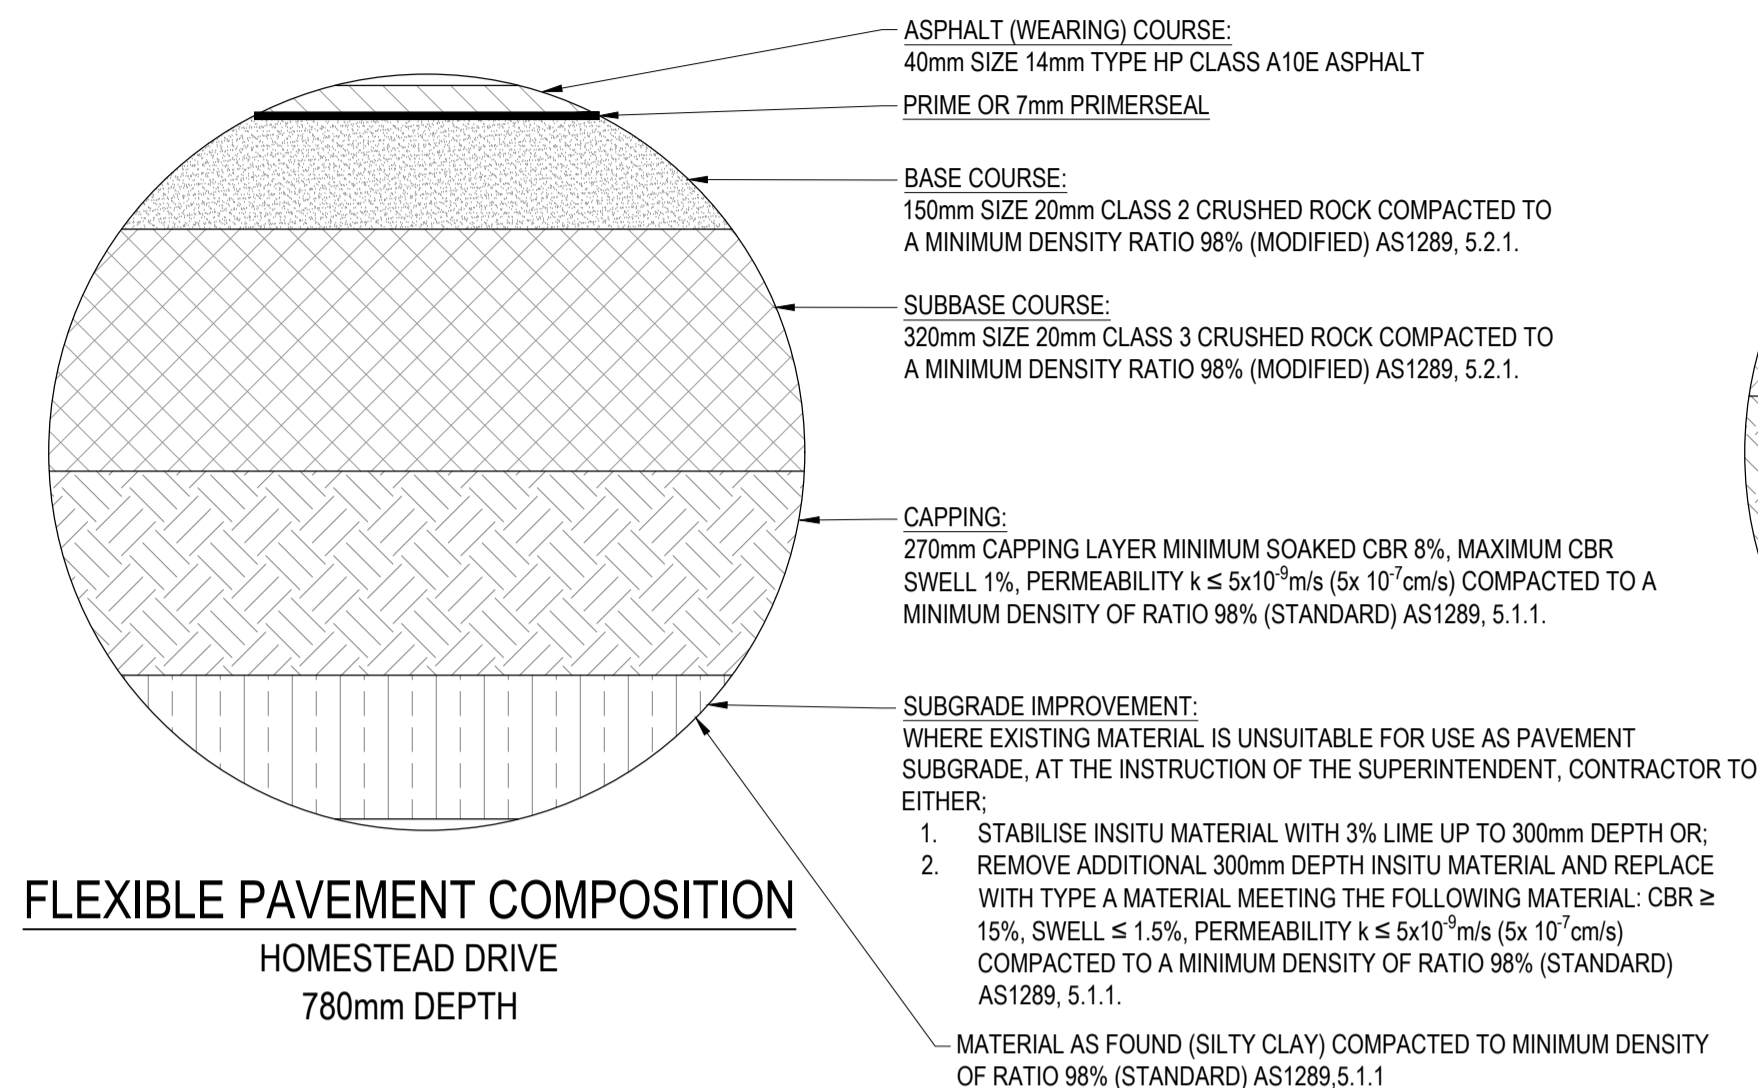 ASPHALT (WEARING) COURSE:
40mm SIZE 14mm TYPE HP CLASS A10E ASPHALT
PRIME OR 7mm PRIMERSEAL
BASE COURSE:
150mm SIZE 20mm CLASS 2 CRUSHED ROCK COMPACTED TO
A MINIMUM DENSITY RATIO 98% (MODIFIED) AS1289, 5.2.1.
SUBBASE COURSE:
320mm SIZE 20mm CLASS 3 CRUSHED ROCK COMPACTED TO
A MINIMUM DENSITY RATIO 98% (MODIFIED) AS1289, 5.2.1.
CAPPING:
270mm CAPPING LAYER MINIMUM SOAKED CBR 8%, MAXIMUM CBR
SWELL 1%, PERMEABILITY k ≤ 5x10⁻⁹m/s (5x 10⁻⁷cm/s) COMPACTED TO A
MINIMUM DENSITY OF RATIO 98% (STANDARD) AS1289, 5.1.1.
SUBGRADE IMPROVEMENT:
WHERE EXISTING MATERIAL IS UNSUITABLE FOR USE AS PAVEMENT
SUBGRADE, AT THE INSTRUCTION OF THE SUPERINTENDENT, CONTRACTOR TO
EITHER;
1. STABILISE INSITU MATERIAL WITH 3% LIME UP TO 300mm DEPTH OR;
2. REMOVE ADDITIONAL 300mm DEPTH INSITU MATERIAL AND REPLACE
WITH TYPE A MATERIAL MEETING THE FOLLOWING MATERIAL: CBR ≥
15%, SWELL ≤ 1.5%, PERMEABILITY k ≤ 5x10⁻⁹m/s (5x 10⁻⁷cm/s)
COMPACTED TO A MINIMUM DENSITY OF RATIO 98% (STANDARD)
AS1289, 5.1.1.
MATERIAL AS FOUND (SILTY CLAY) COMPACTED TO MINIMUM DENSITY
OF RATIO 98% (STANDARD) AS1289,5.1.1
FLEXIBLE PAVEMENT COMPOSITION
HOMESTEAD DRIVE
780mm DEPTH